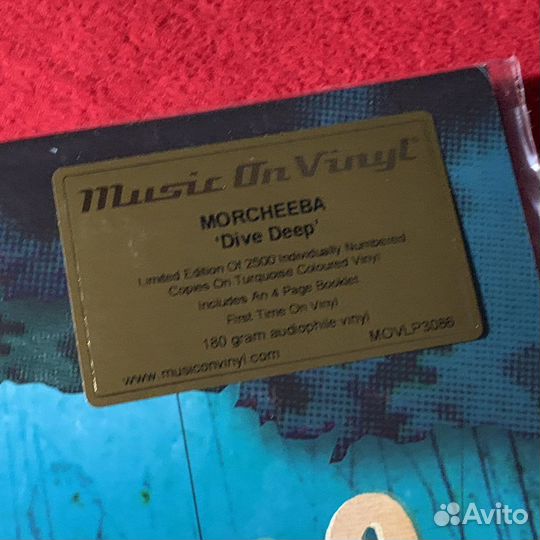 Music On Vinyl
MORCHEEBA
'Dive Deep'
Limited Edition Of 2500 Individually Numbered
Copies On Turquoise Coloured Vinyl
Includes An 4 Page Booklet
First Time On Vinyl
180 gram audiophile vinyl
MOVLP3086
www.musiconvinyl.com
Avito